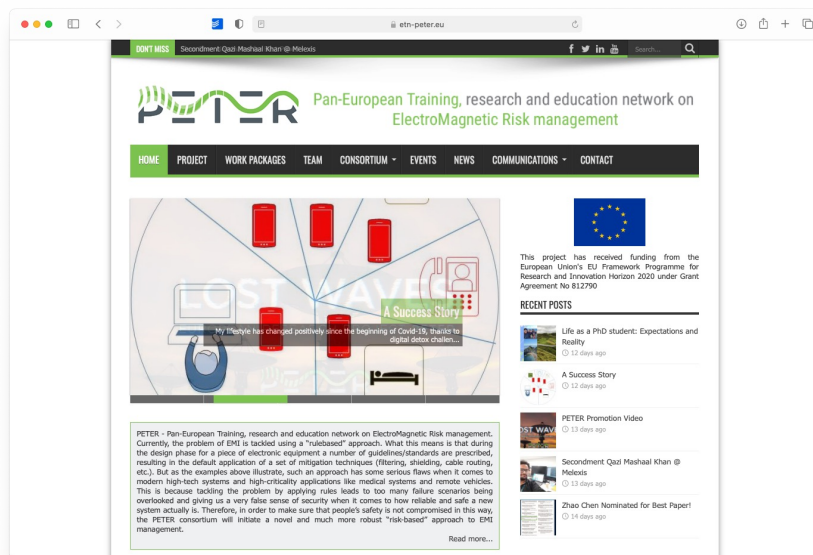 etn-peter.eu
DON'T MISS
Secondment Qazi Mashaal Khan @ Melexis
Search...
PETER
Pan-European Training, research and education network on
ElectroMagnetic Risk management
HOME
PROJECT
WORK PACKAGES
TEAM
CONSORTIUM
EVENTS
NEWS
COMMUNICATIONS
CONTACT
LOST WAVES
A Success Story
My lifestyle has changed positively since the beginning of Covid-19, thanks to
digital detox challen...
This project has received funding from the
European Union's EU Framework Programme for
Research and Innovation Horizon 2020 under Grant
Agreement No 812790
RECENT POSTS
Life as a PhD student: Expectations and
Reality
12 days ago
A Success Story
12 days ago
PETER Promotion Video
13 days ago
Secondment Qazi Mashaal Khan @
Melexis
13 days ago
Zhao Chen Nominated for Best Paper!
14 days ago
PETER - Pan-European Training, research and education network on ElectroMagnetic Risk management.
Currently, the problem of EMI is tackled using a “rulebased” approach. What this means is that during
the design phase for a piece of electronic equipment a number of guidelines/standards are prescribed,
resulting in the default application of a set of mitigation techniques (filtering, shielding, cable routing,
etc.). But as the examples above illustrate, such an approach has some serious flaws when it comes to
modern high-tech systems and high-criticality applications like medical systems and remote vehicles.
This is because tackling the problem by applying rules leads to too many failure scenarios being
overlooked and giving us a very false sense of security when it comes to how reliable and safe a new
system actually is. Therefore, in order to make sure that people's safety is not compromised in this way,
the PETER consortium will initiate a novel and much more robust “risk-based” approach to EMI
management.
Read more...